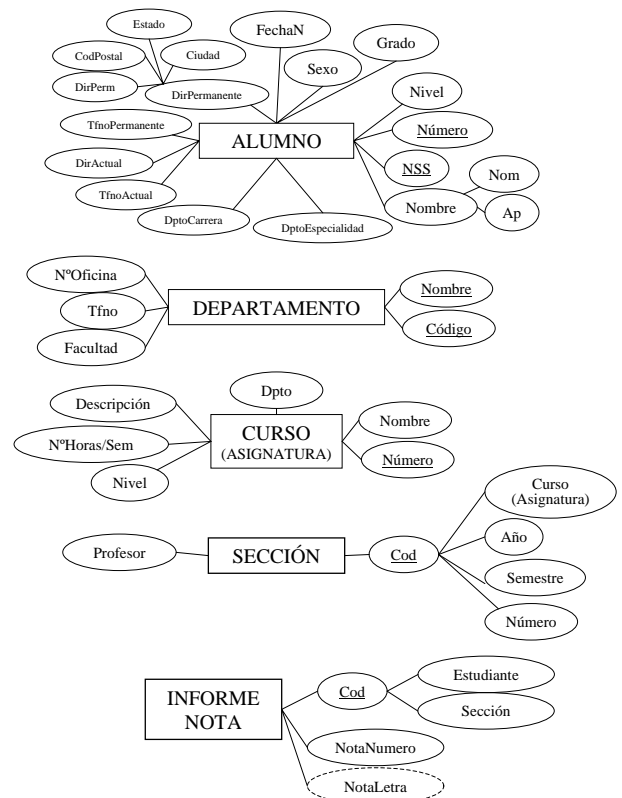 Estado
FechaN
Grado
CodPostal
Ciudad
Sexo
DirPerm
DirPermanente
Nivel
TfnoPermanente
ALUMNO
Número
DirActual
NSS
Nom
TfnoActual
Nombre
DptoCarrera
DptoEspecialidad
Ap
NºOficina
Nombre
Tfno
DEPARTAMENTO
Facultad
Código
Dpto
Descripción
CURSO
(ASIGNATURA)
Nombre
NºHoras/Sem
Número
Nivel
Curso
(Asignatura)
Profesor
SECCIÓN
Cod
Año
Semestre
Número
INFORME
NOTA
Cod
Estudiante
Sección
NotaNumero
NotaLetra